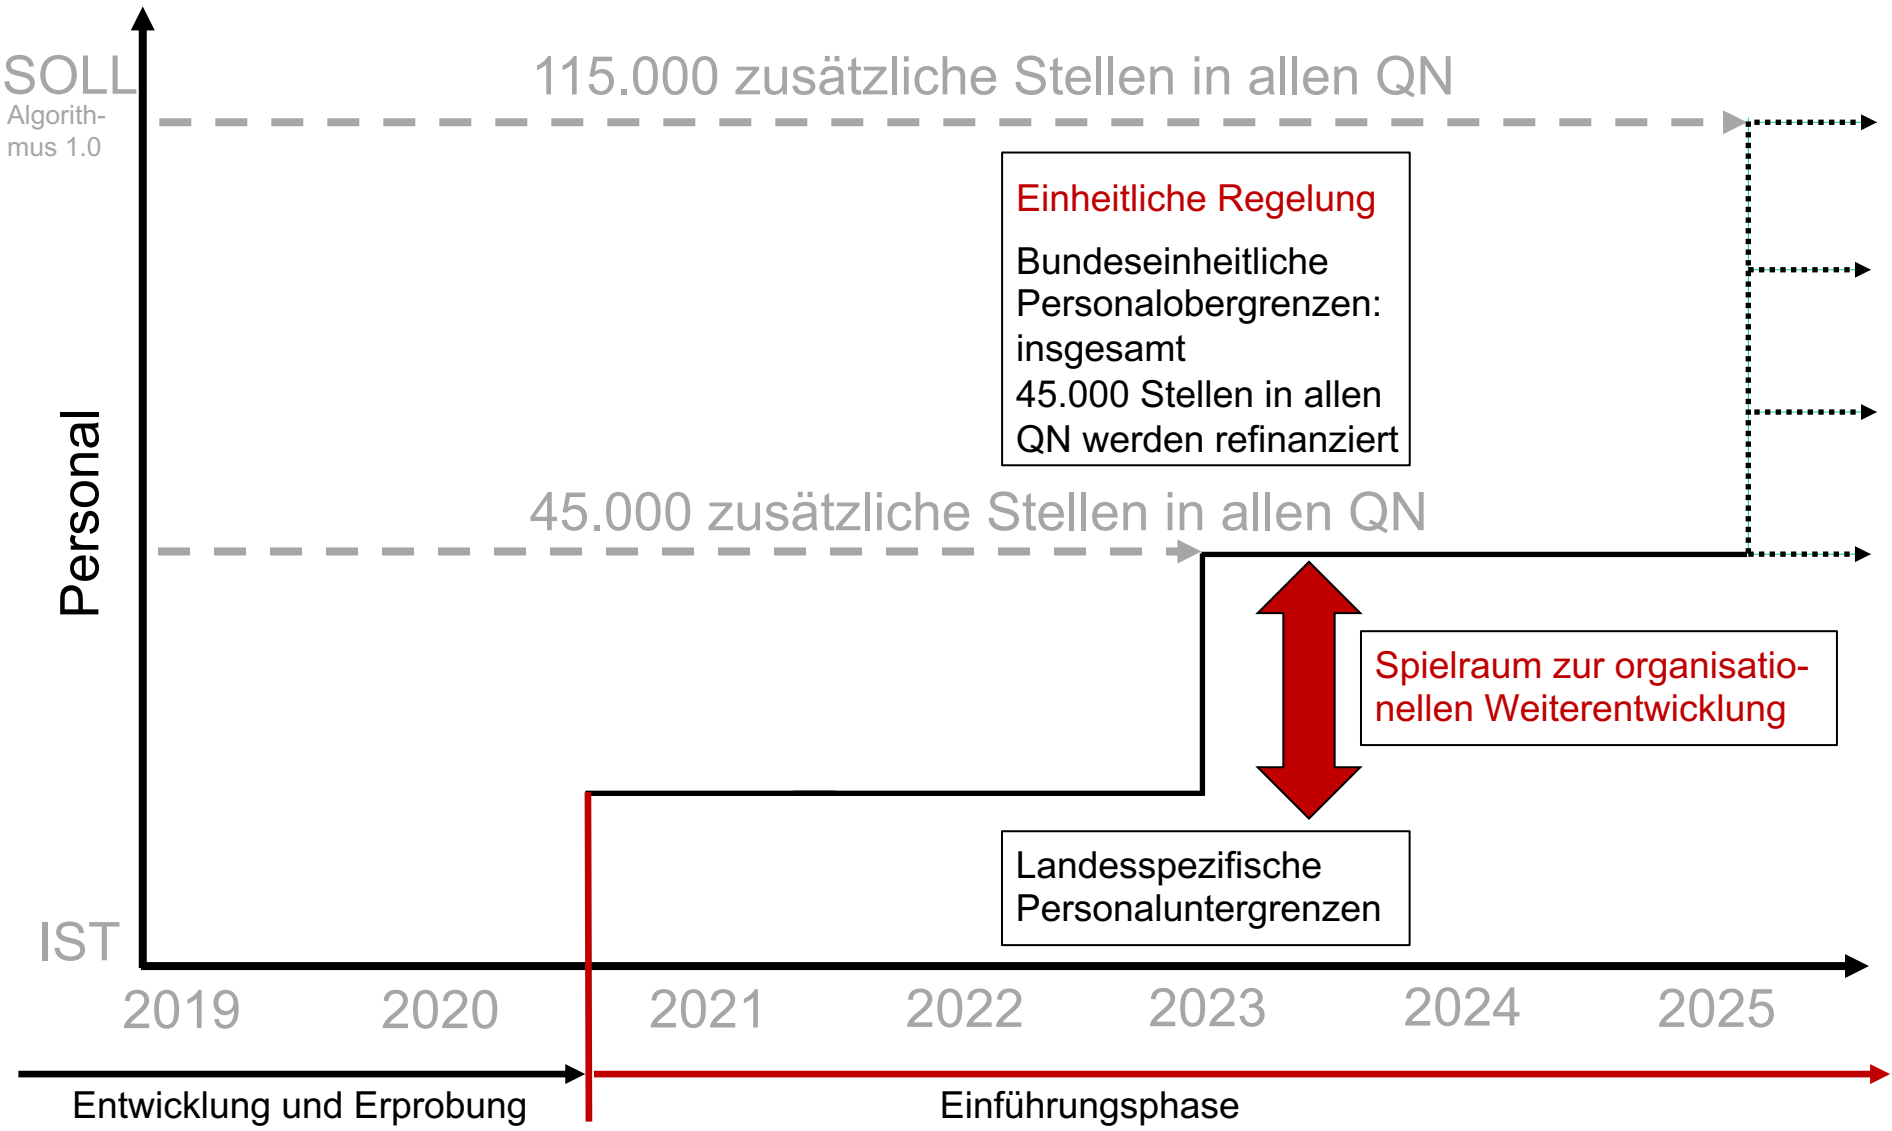 SOLL
Algorith-
mus 1.0
115.000 zusätzliche Stellen in allen QN
Einheitliche Regelung
Bundeseinheitliche
Personalobergrenzen:
insgesamt
45.000 Stellen in allen
QN werden refinanziert
Personal
45.000 zusätzliche Stellen in allen QN
Spielraum zur organisatio-
nellen Weiterentwicklung
Landesspezifische
Personaluntergrenzen
IST
2019 2020 2021 2022 2023 2024 2025
Entwicklung und Erprobung
Einführungsphase